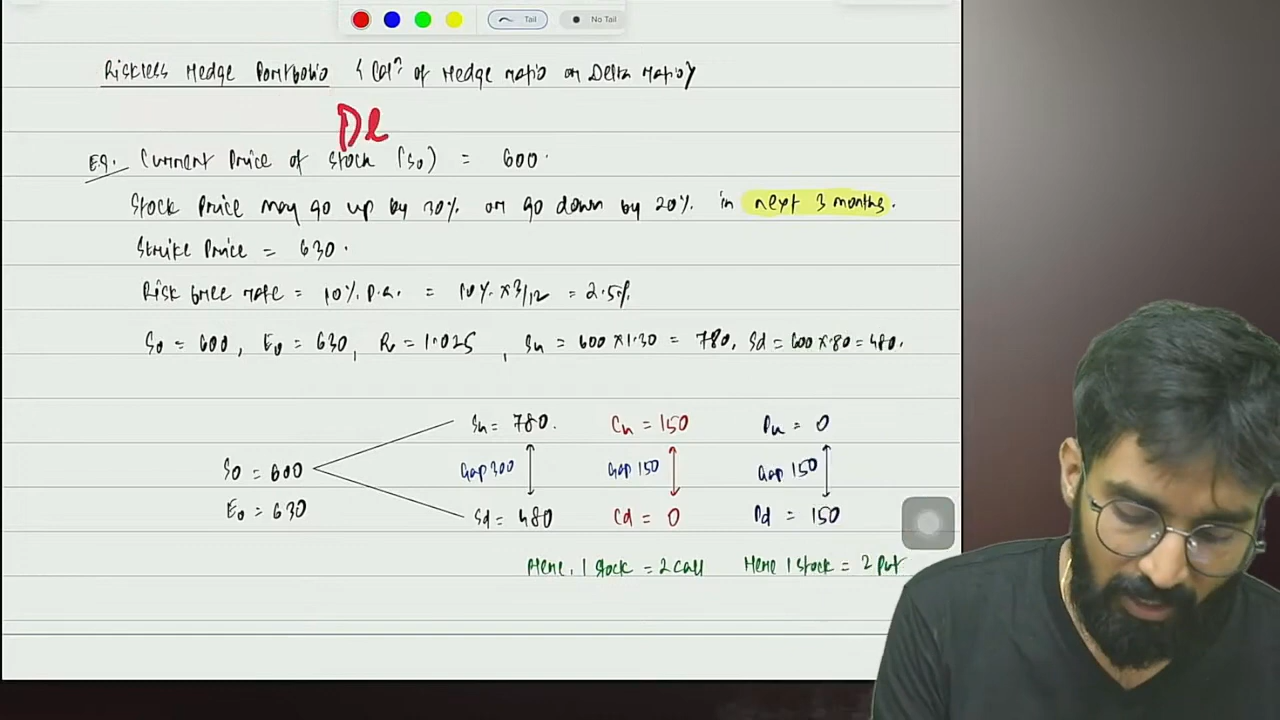 Tail No Tail
Riskless Hedge Portfolio { Calⁿ of Hedge Ratio or Delta Ratio }
De
E.g. Current Price of Stock (S0) = 600.
Stock Price may go up by 30% or go down by 20% in next 3 months.
Strike Price = 630.
Risk free rate = 10% P.a. = 10% x 3/12 = 2.5%
S0 = 600, E0 = 630, R = 1.025, Su = 600 x 1.30 = 780, Sd = 600 x .80 = 480.
Su = 780. Cu = 150 Pu = 0
S0 = 600 Gap 300 Gap 150 Gap 150
E0 = 630 Sd = 480 Cd = 0 Pd = 150
Here, 1 Stock = 2 Call Here 1 Stock = 2 Put